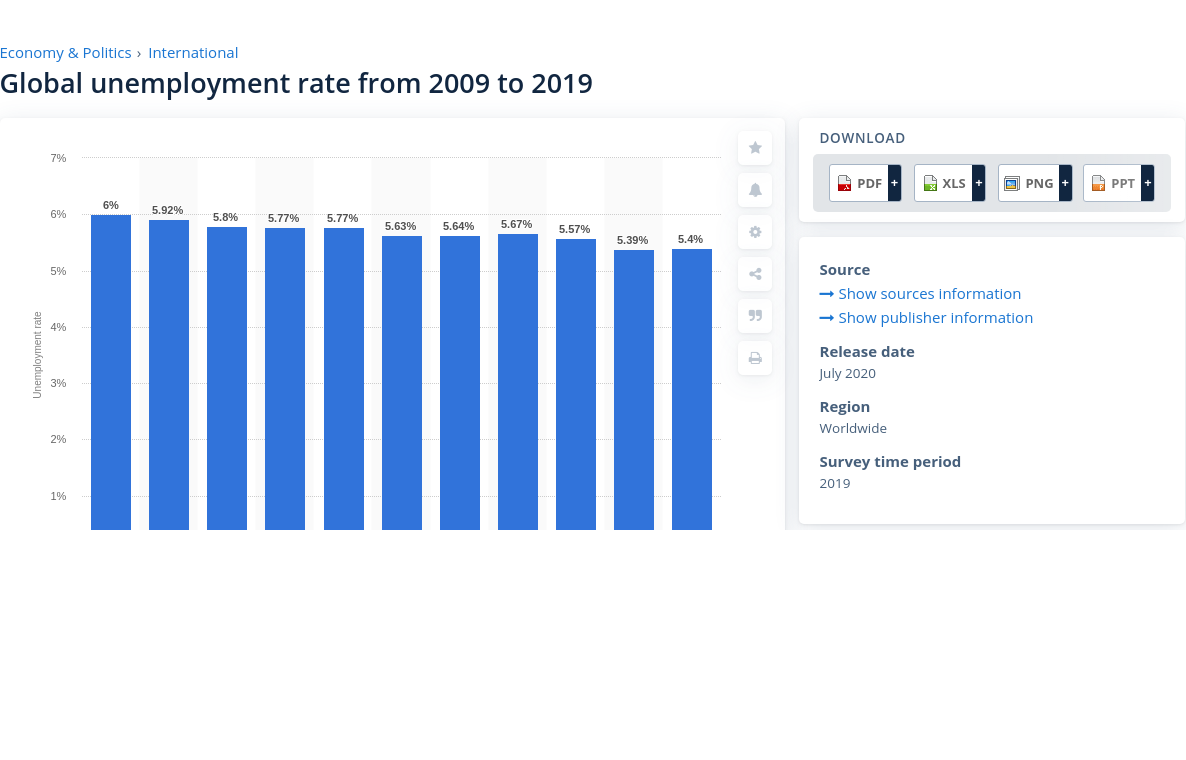 Economy & Politics › International
Global unemployment rate from 2009 to 2019
7%
6%
5%
4%
3%
2%
1%
Unemployment rate
6%
5.92%
5.8%
5.77%
5.77%
5.63%
5.64%
5.67%
5.57%
5.39%
5.4%
DOWNLOAD
PDF +
XLS +
PNG +
PPT +
Source
Show sources information
Show publisher information
Release date
July 2020
Region
Worldwide
Survey time period
2019